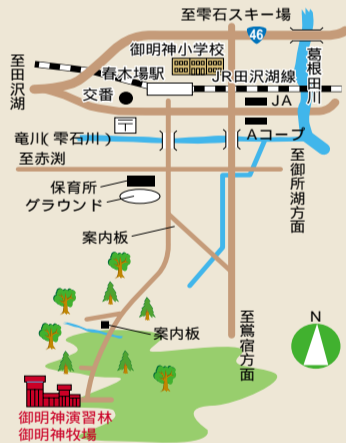 至雫石スキー場
46
御明神小学校
葛根田川
至田沢湖
春木場駅
JR田沢湖線
交番
JA
〒
Aコープ
竜川(雫石川)
至赤渕
至御所湖方面
保育所
グラウンド
案内板
案内板
至鶯宿方面
N
御明神演習林
御明神牧場